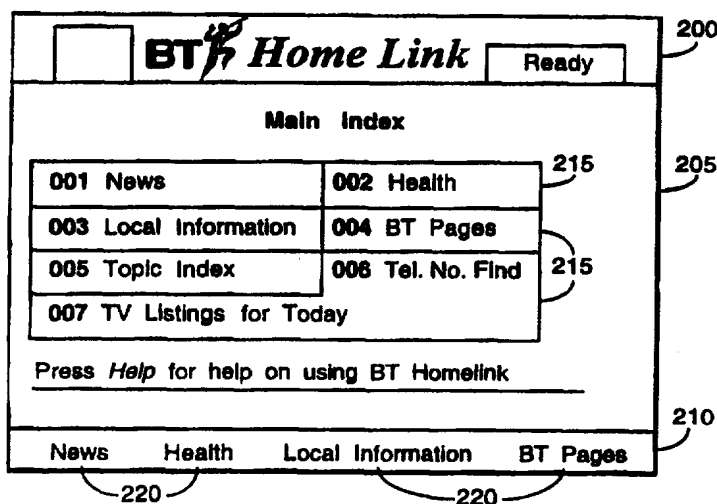 BT Home Link Ready 200
Main Index
205
001 News 002 Health 215
003 Local Information 004 BT Pages
005 Topic Index 006 Tel. No. Find 215
007 TV Listings for Today
Press Help for help on using BT Homelink
210
News Health Local Information BT Pages
220 220